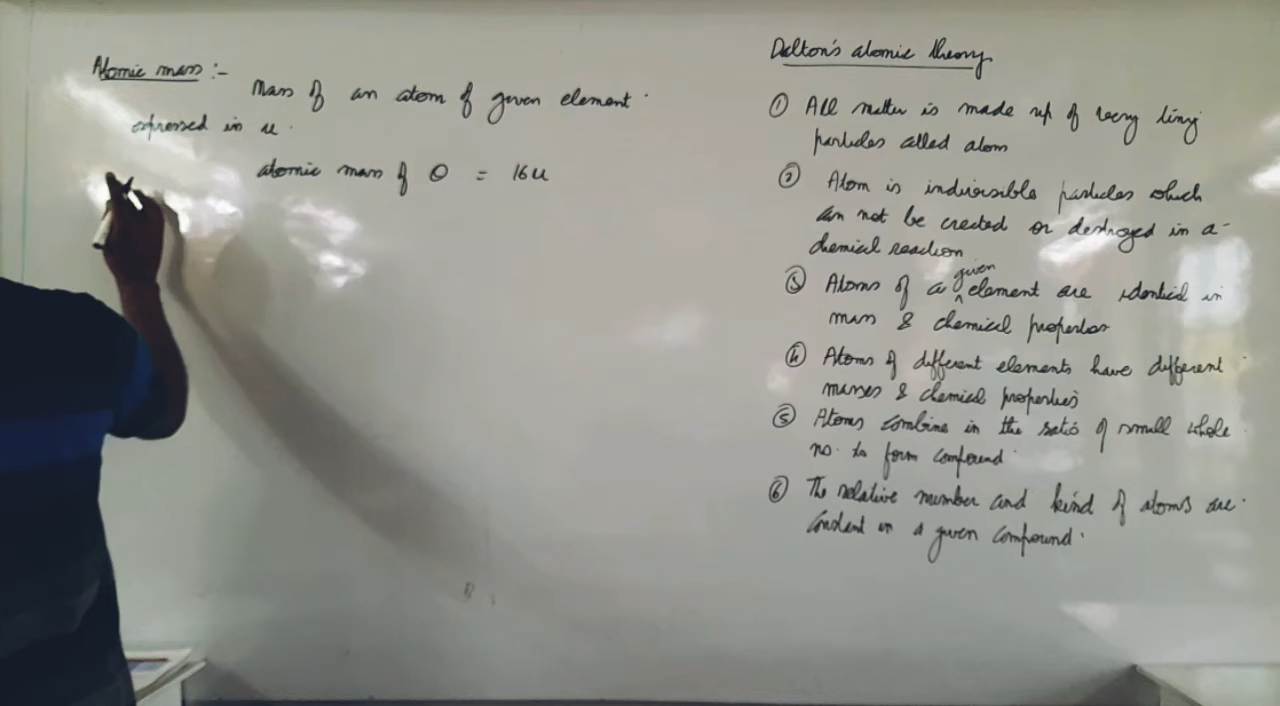 Atomic mass :-
Mass of an atom of given element
expressed in u.
atomic mass of O = 16u
Dalton's atomic theory
① All matter is made up of very tiny
particles called atom
② Atom is indivisible particles which
can not be created or destroyed in a
chemical reaction
given
③ Atoms of a ^ element are identical in
mass & chemical properties
④ Atoms of different elements have different
masses & chemical properties
⑤ Atoms combine in the ratio of small whole
no. to form compound
⑥ The relative number and kind of atoms are
constant in a given compound.